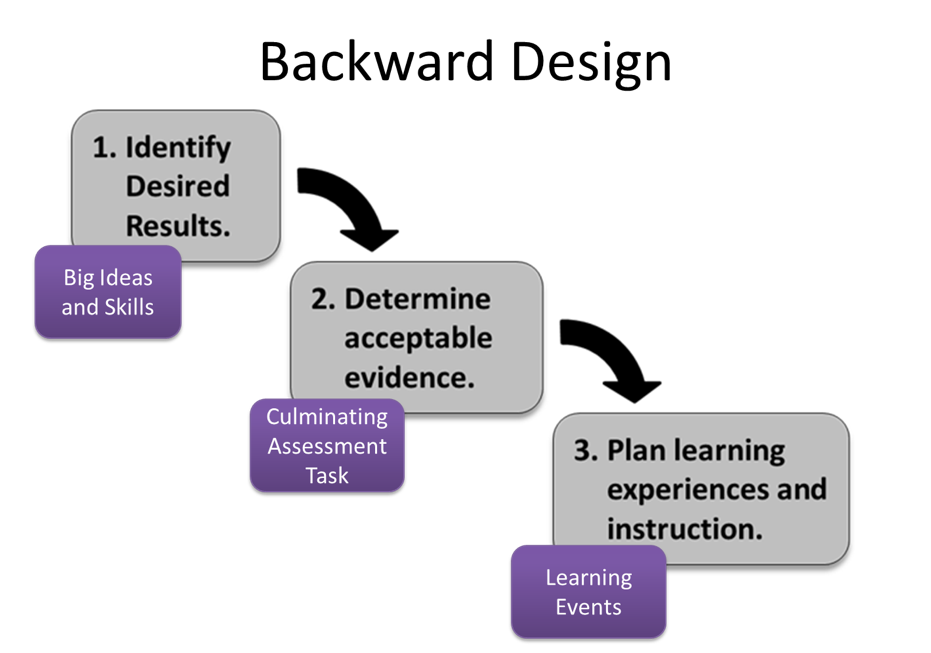 Backward Design
1. Identify
Desired
Results.
Big Ideas
and Skills
2. Determine
acceptable
evidence.
Culminating
Assessment
Task
3. Plan learning
experiences and
instruction.
Learning
Events